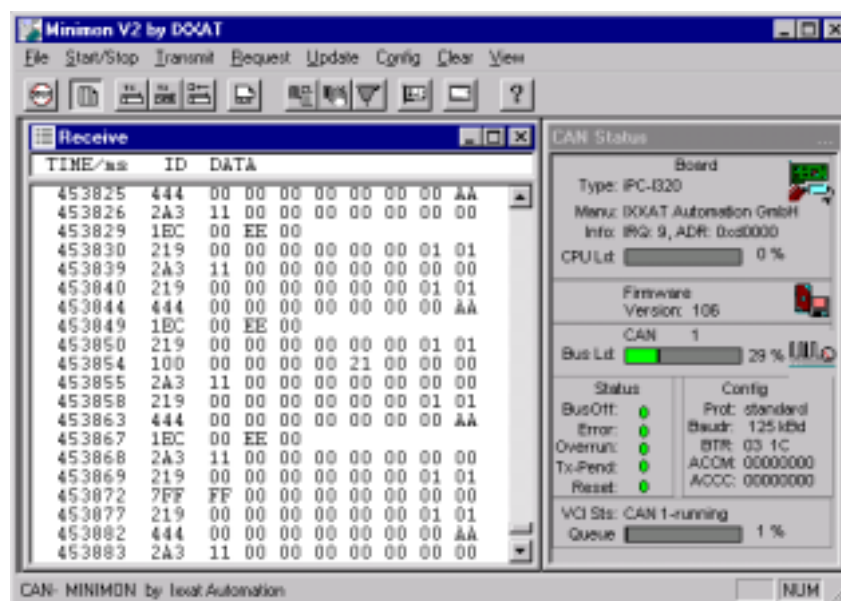 Minimon V2 by IXXAT
File Start/Stop Transmit Request Update Config Clear View
?
Receive
TIME/ms ID DATA
453825 444 00 00 00 00 00 00 00 AA
453826 2A3 11 00 00 00 00 00 00 00
453829 1EC 00 EE 00
453830 219 00 00 00 00 00 00 01 01
453839 2A3 11 00 00 00 00 00 00 00
453840 219 00 00 00 00 00 00 01 01
453844 444 00 00 00 00 00 00 00 AA
453849 1EC 00 EE 00
453850 219 00 00 00 00 00 00 01 01
453854 100 00 00 00 00 21 00 00 00
453855 2A3 11 00 00 00 00 00 00 00
453858 219 00 00 00 00 00 00 01 01
453863 444 00 00 00 00 00 00 00 AA
453867 1EC 00 EE 00
453868 2A3 11 00 00 00 00 00 00 00
453869 219 00 00 00 00 00 00 01 01
453872 7FF FF 00 00 00 00 00 00 00
453877 219 00 00 00 00 00 00 01 01
453882 444 00 00 00 00 00 00 00 AA
453883 2A3 11 00 00 00 00 00 00 00
CAN Status ...
Board
Type: iPC-I320
Manu: IXXAT Automation GmbH
Info: IRQ: 9, ADR: 0xd0000
CPU Ld: 0 %
Firmware
Version: 106
CAN 1
Bus Ld: 29 %
Status
BusOff:
Error:
Overrun:
Tx-Pend:
Reset:
Config
Prot: standard
Baudr: 125 kBd
BTR: 03 1C
ACCM: 00000000
ACCC: 00000000
VCI Sts: CAN 1-running
Queue 1 %
CAN- MINIMON by Ixxat Automation
NUM